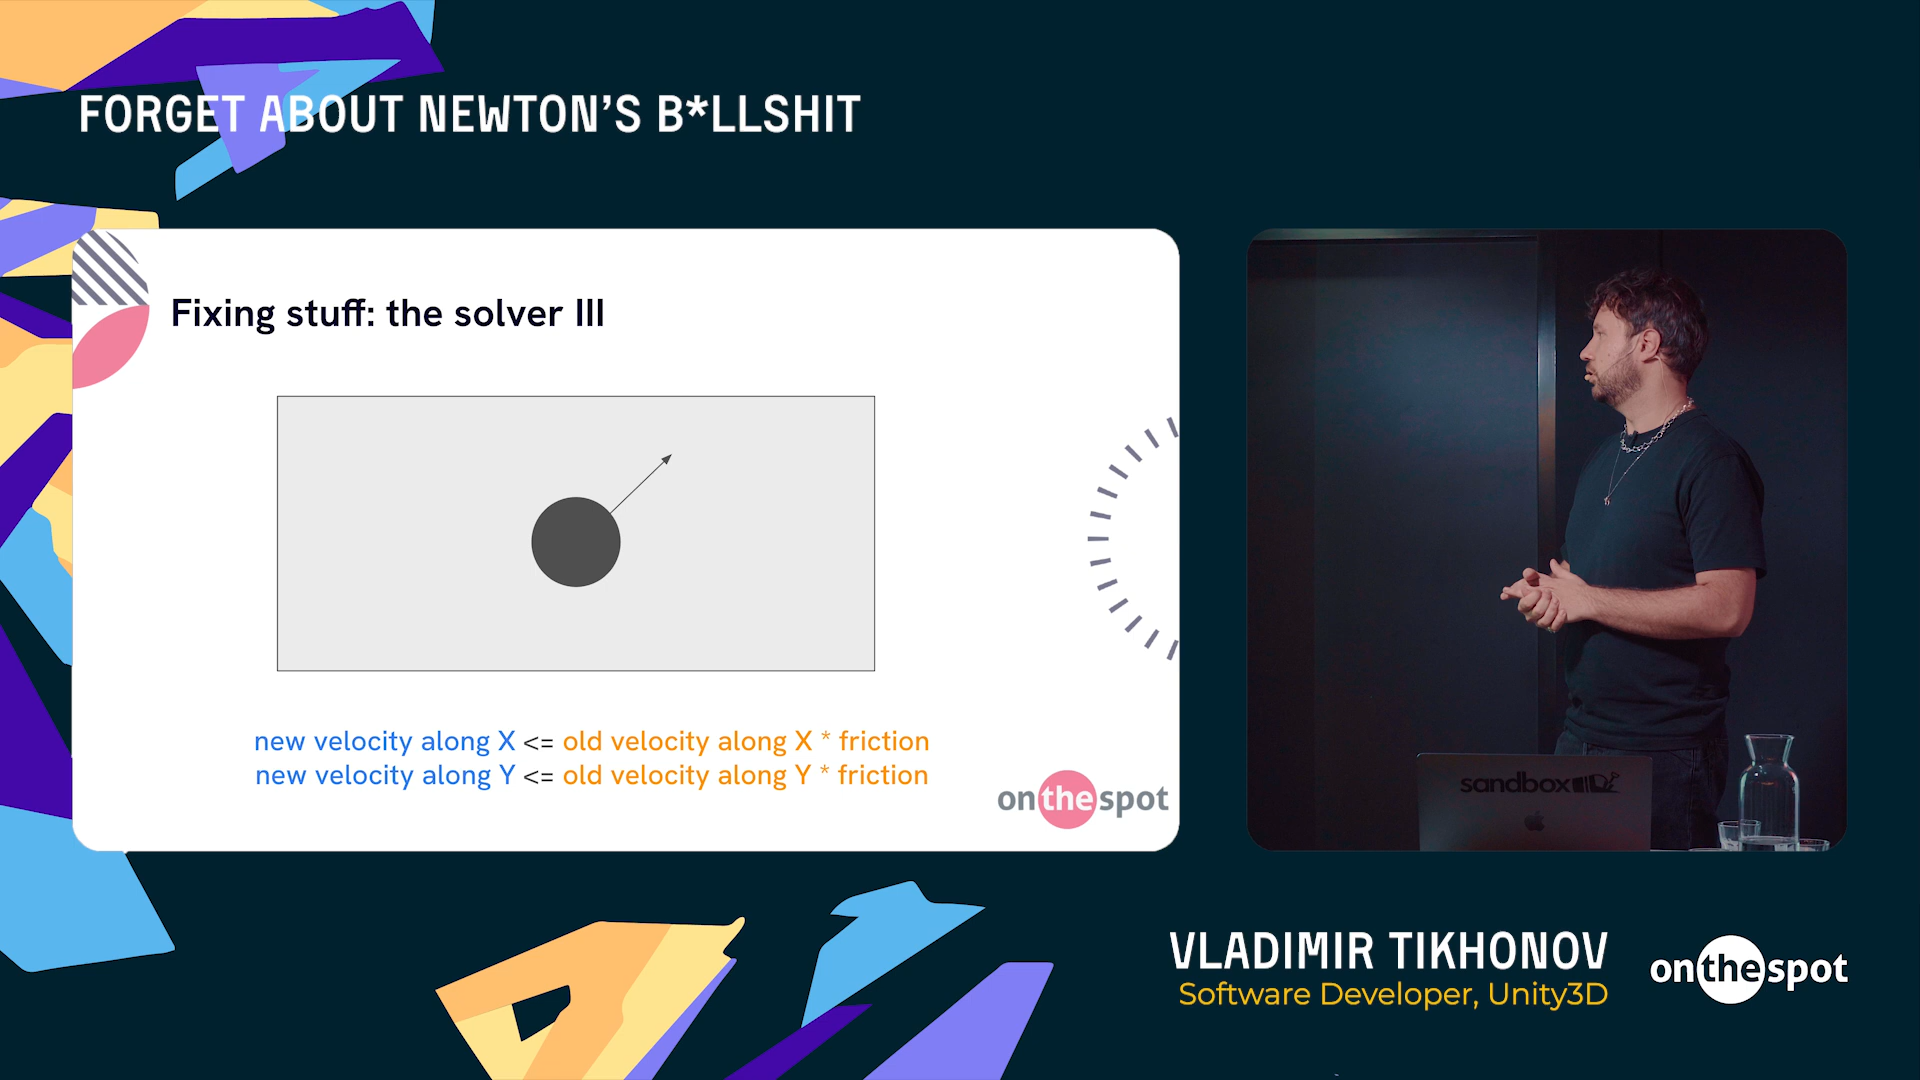 FORGET ABOUT NEWTON'S B*LLSHIT
Fixing stuff: the solver III
new velocity along X <= old velocity along X * friction
new velocity along Y <= old velocity along Y * friction
onthespot
sandbox
VLADIMIR TIKHONOV
Software Developer, Unity3D
onthespot